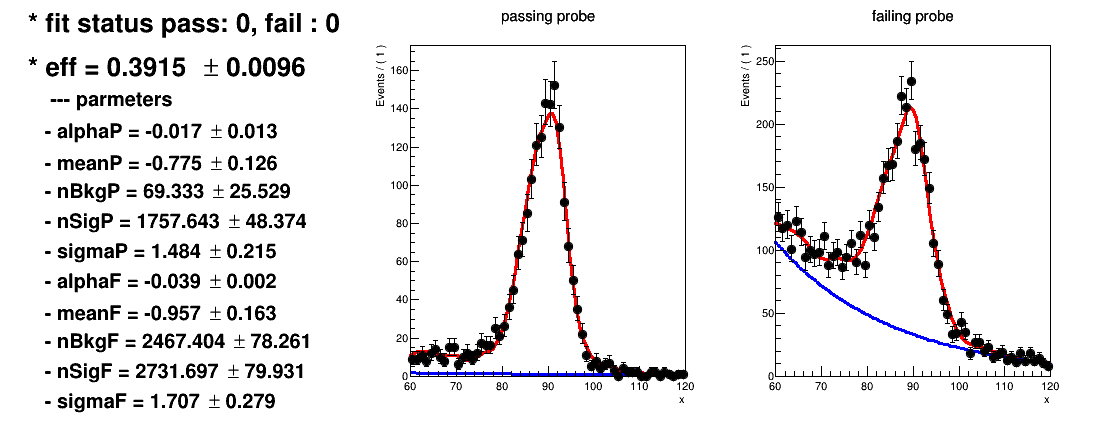 * fit status pass: 0, fail : 0
* eff = 0.3915 ± 0.0096
--- parmeters
- alphaP = -0.017 ± 0.013
- meanP = -0.775 ± 0.126
- nBkgP = 69.333 ± 25.529
- nSigP = 1757.643 ± 48.374
- sigmaP = 1.484 ± 0.215
- alphaF = -0.039 ± 0.002
- meanF = -0.957 ± 0.163
- nBkgF = 2467.404 ± 78.261
- nSigF = 2731.697 ± 79.931
- sigmaF = 1.707 ± 0.279
passing probe
Events / ( 1 )
160
140
120
100
80
60
40
20
0
60 70 80 90 100 110 120
x
failing probe
Events / ( 1 )
250
200
150
100
50
0
60 70 80 90 100 110 120
x